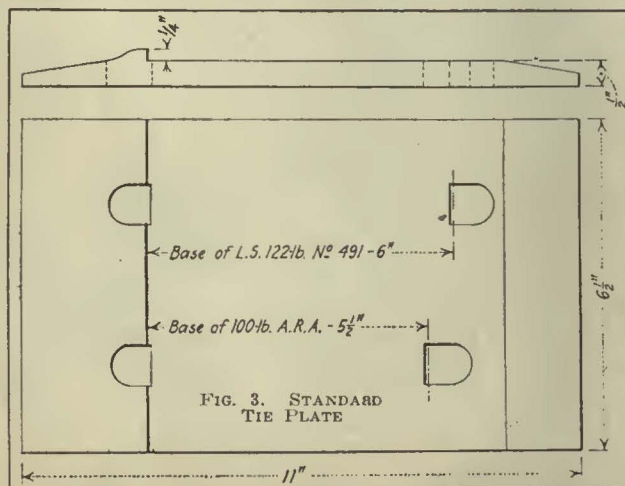 1/4"
1/2"
Base of L.S. 122-lb. Nº 491 - 6"
6 1/2"
Base of 100-lb. A.R.A. - 5 1/2"
FIG. 3. STANDARD
TIE PLATE
11"